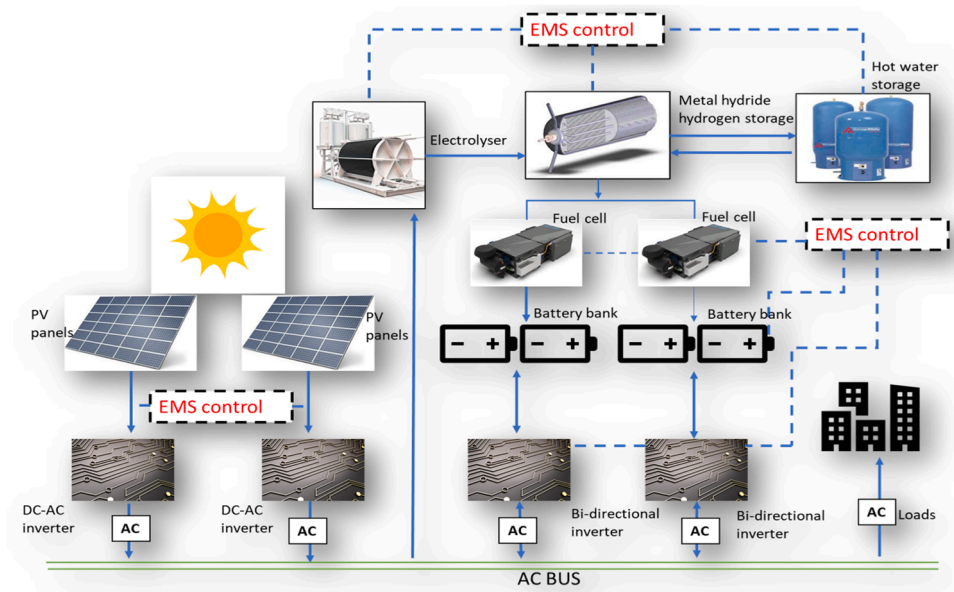 EMS control
Hot water
storage
Metal hydride
hydrogen storage
Electrolyser
Fuel cell
Fuel cell
EMS control
PV
panels
PV
panels
Battery bank
Battery bank
EMS control
DC-AC
inverter
AC
DC-AC
inverter
AC
AC
Bi-directional
inverter
AC
Bi-directional
inverter
AC
Loads
AC BUS